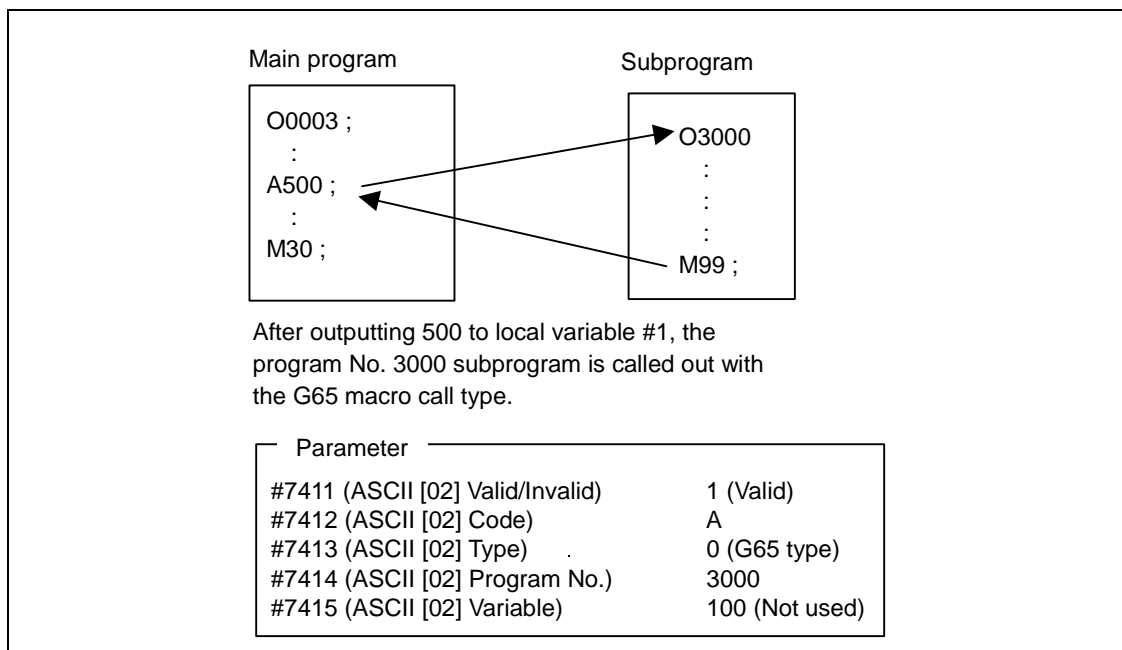 Main program
O0003 ;
:
A500 ;
:
M30 ;
Subprogram
O3000
:
:
:
M99 ;
After outputting 500 to local variable #1, the
program No. 3000 subprogram is called out with
the G65 macro call type.
Parameter
#7411 (ASCII [02] Valid/Invalid) 1 (Valid)
#7412 (ASCII [02] Code) A
#7413 (ASCII [02] Type) 0 (G65 type)
#7414 (ASCII [02] Program No.) 3000
#7415 (ASCII [02] Variable) 100 (Not used)